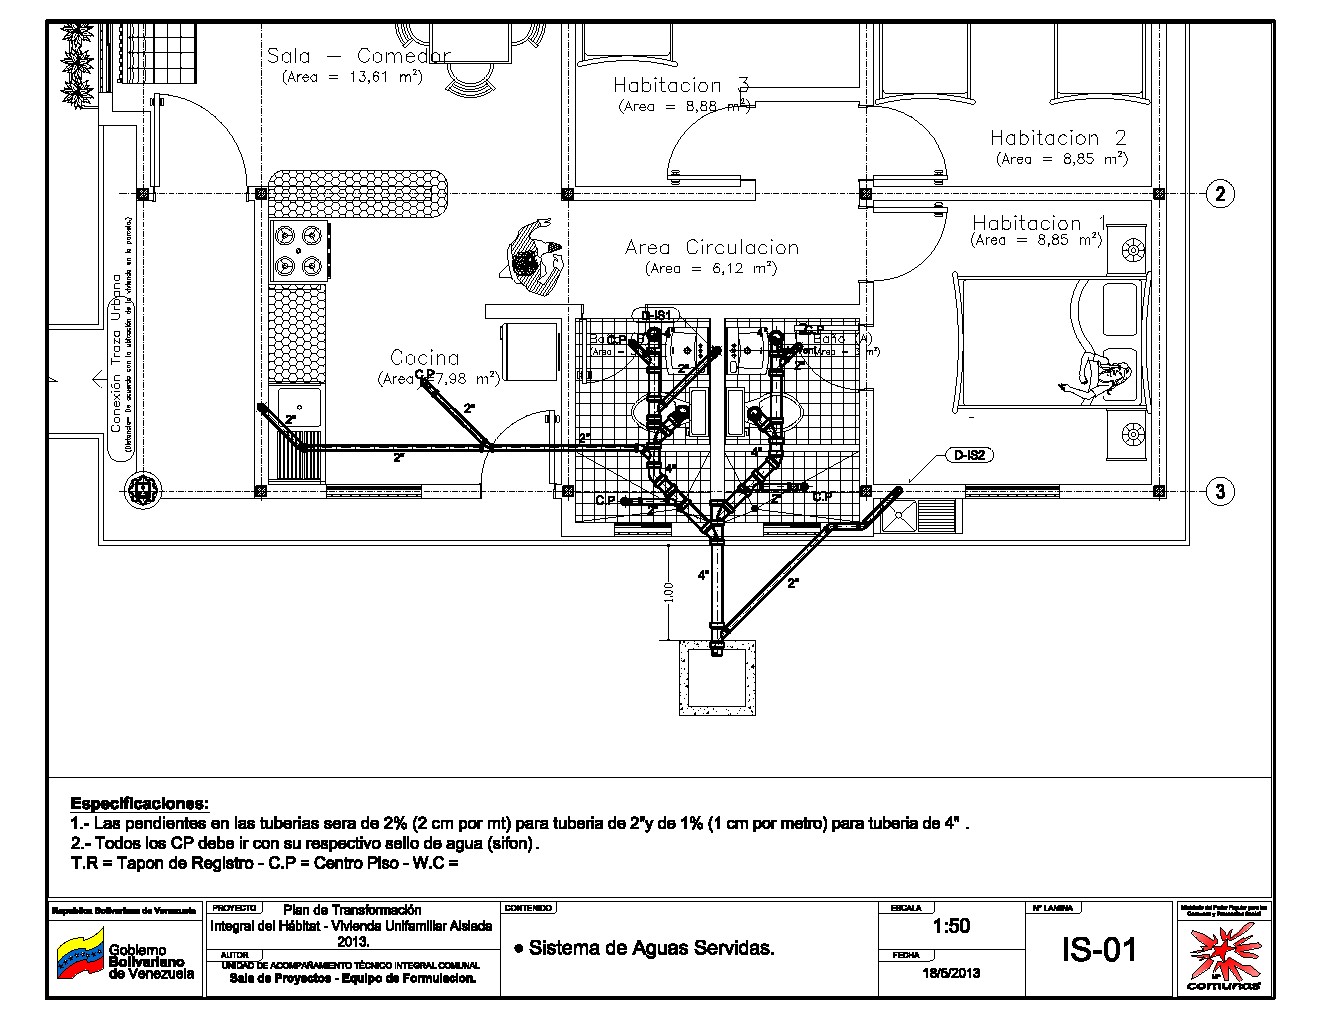 Sala - Comedor
(Area = 13,61 m²)
Habitacion 3
(Area = 8,88 m²)
Habitacion 2
(Area = 8,85 m²)
2
Habitacion 1
(Area = 8,85 m²)
Area Circulacion
(Area = 6,12 m²)
Conexión Traza Urbana
(Notando- De acuerdo con la ubicación de la vivienda en la parcela.)
D-IS1
C.P
4"
4"
C.P
2"
2"
Cocina
(Area 7,98 m²)
C.P
2"
2"
2"
2"
4"
4"
D-IS2
3
C.P
2"
2"
C.P
4"
1.00
2"
Especificaciones:
1.- Las pendientes en las tuberias sera de 2% (2 cm por mt) para tuberia de 2"y de 1% (1 cm por metro) para tuberia de 4" .
2.- Todos los CP debe ir con su respectivo sello de agua (sifon).
T.R = Tapon de Registro - C.P = Centro Piso - W.C =
Republica Bolivariana de Venezuela
Gobierno
Bolivariano
de Venezuela
PROYECTO
Plan de Transformación
Integral del Hábitat - Vivienda Unifamiliar Aislada
2013.
AUTOR
UNIDAD DE ACOMPAÑAMIENTO TÉCNICO INTEGRAL COMUNAL
Sala de Proyectos - Equipo de Formulacion.
CONTENIDO
• Sistema de Aguas Servidas.
ESCALA
1:50
FECHA
18/6/2013
Nº LAMINA
IS-01
Ministerio del Poder Popular para las
Comunas y Proteccion Social
comunas